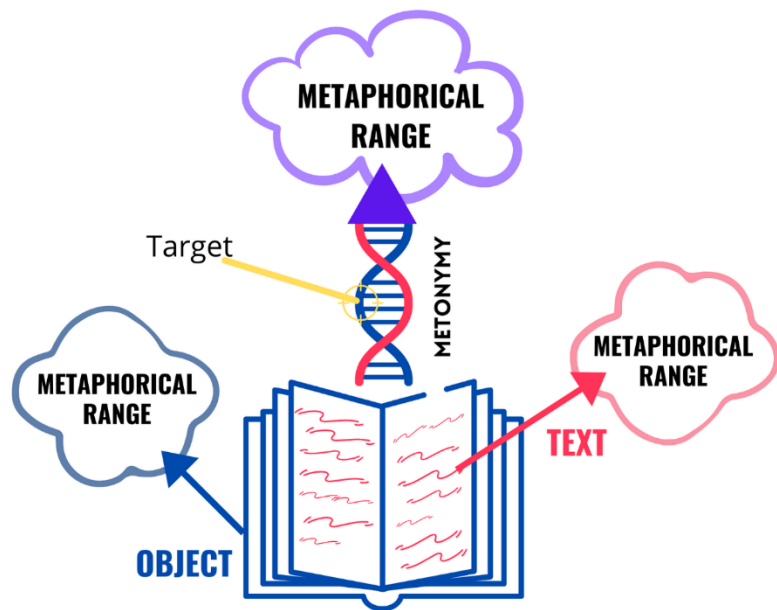 METAPHORICAL
RANGE
Target
METONYMY
METAPHORICAL
RANGE
METAPHORICAL
RANGE
TEXT
OBJECT